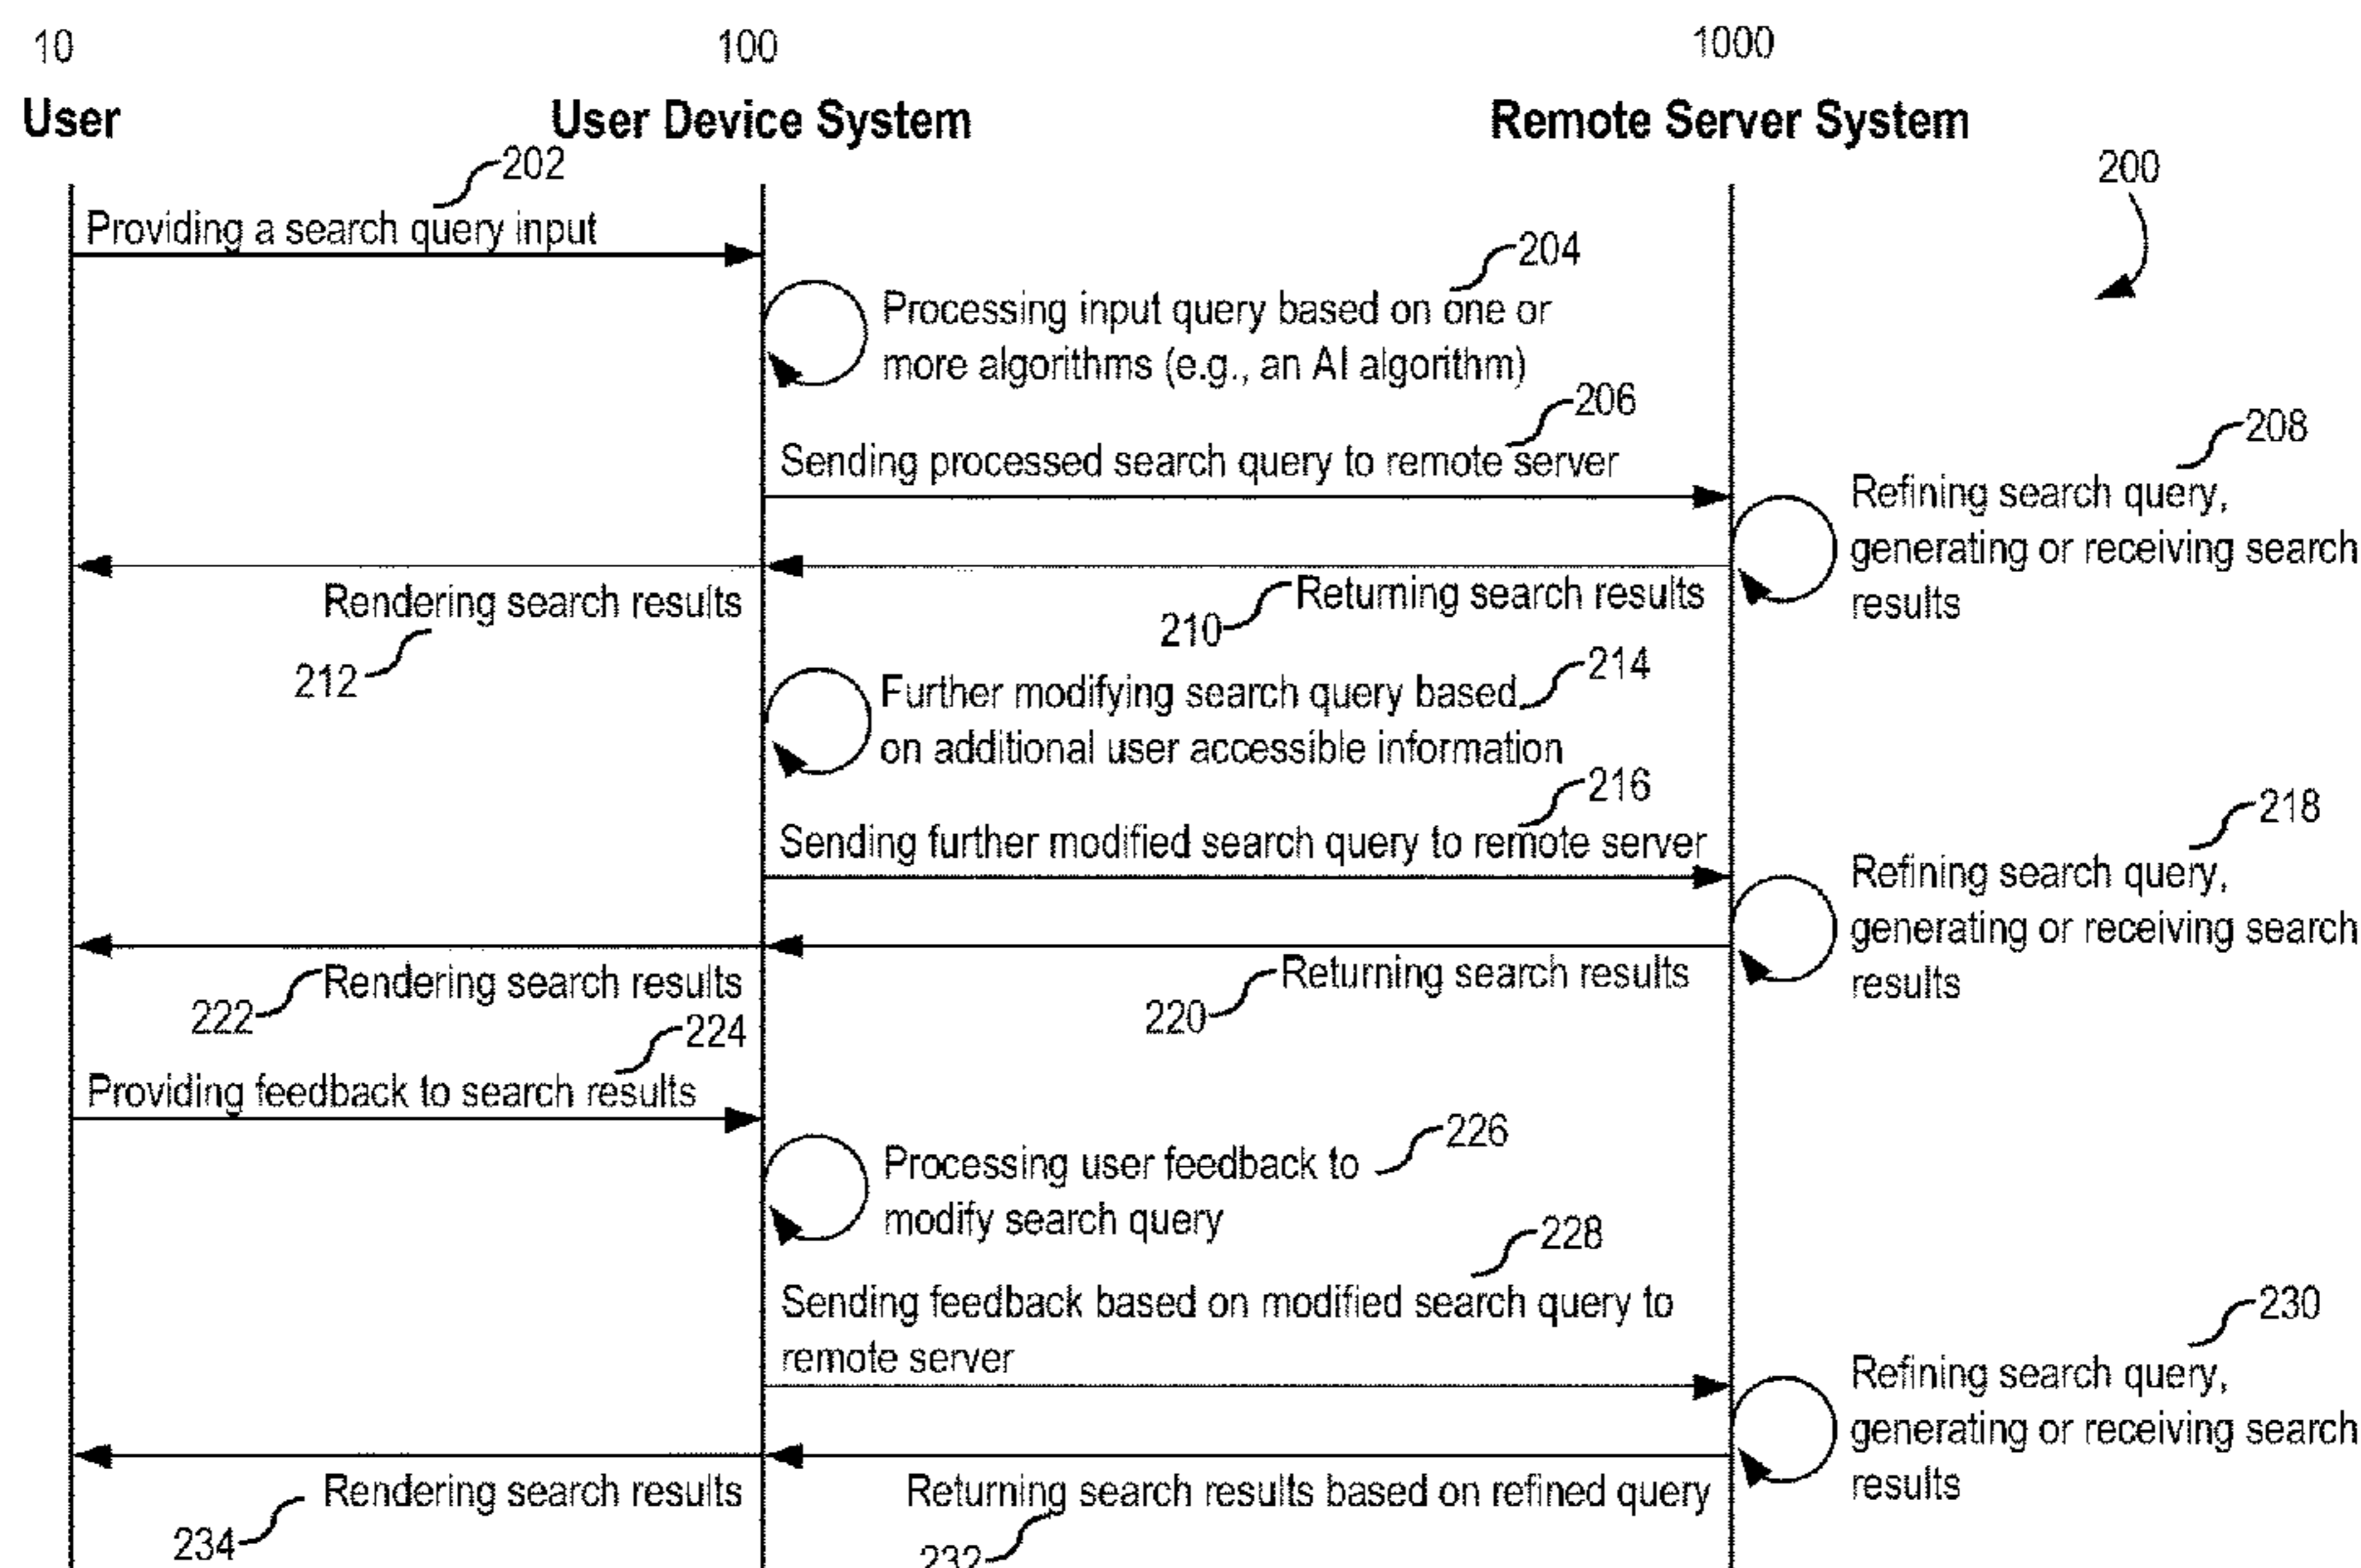 10
100
1000
User
User Device System
Remote Server System
202
200
Providing a search query input
204
Processing input query based on one or
more algorithms (e.g., an AI algorithm)
206
Sending processed search query to remote server
208
Refining search query,
generating or receiving search
results
Rendering search results
Returning search results
210
212
214
Further modifying search query based
on additional user accessible information
216
Sending further modified search query to remote server
218
Refining search query,
generating or receiving search
results
Rendering search results
Returning search results
222
220
224
Providing feedback to search results
226
Processing user feedback to
modify search query
228
Sending feedback based on modified search query to
remote server
230
Refining search query,
generating or receiving search
results
Rendering search results
Returning search results based on refined query
234
232